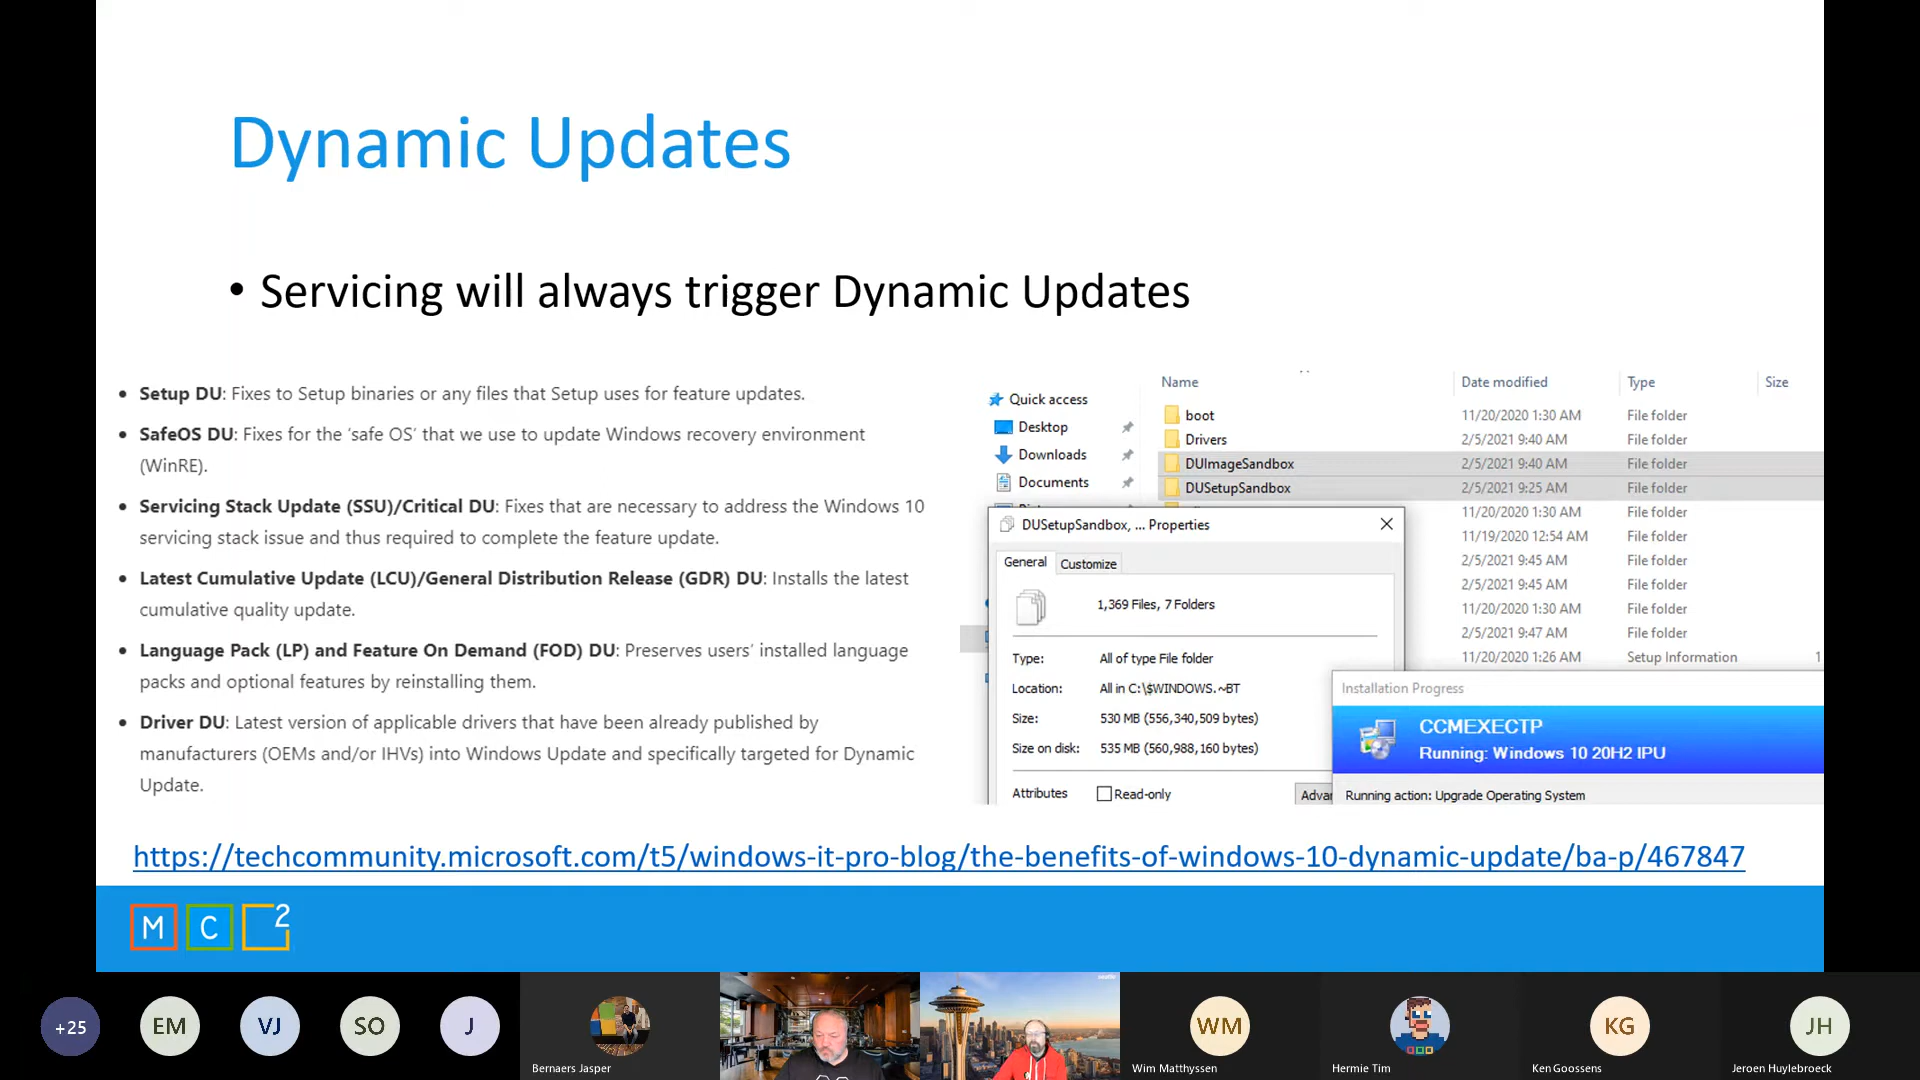 Dynamic Updates
• Servicing will always trigger Dynamic Updates
• Setup DU: Fixes to Setup binaries or any files that Setup uses for feature updates.
• SafeOS DU: Fixes for the ‘safe OS’ that we use to update Windows recovery environment
(WinRE).
• Servicing Stack Update (SSU)/Critical DU: Fixes that are necessary to address the Windows 10
servicing stack issue and thus required to complete the feature update.
• Latest Cumulative Update (LCU)/General Distribution Release (GDR) DU: Installs the latest
cumulative quality update.
• Language Pack (LP) and Feature On Demand (FOD) DU: Preserves users’ installed language
packs and optional features by reinstalling them.
• Driver DU: Latest version of applicable drivers that have been already published by
manufacturers (OEMs and/or IHVs) into Windows Update and specifically targeted for Dynamic
Update.
Name Date modified Type Size
Quick access
Desktop
Downloads
Documents
boot 11/20/2020 1:30 AM File folder
Drivers 2/5/2021 9:40 AM File folder
DUImageSandbox 2/5/2021 9:40 AM File folder
DUSetupSandbox 2/5/2021 9:25 AM File folder
11/20/2020 1:30 AM File folder
11/19/2020 12:54 AM File folder
2/5/2021 9:45 AM File folder
2/5/2021 9:45 AM File folder
11/20/2020 1:30 AM File folder
2/5/2021 9:47 AM File folder
11/20/2020 1:26 AM Setup Information 1
DUSetupSandbox, ... Properties
General Customize
1,369 Files, 7 Folders
Type: All of type File folder
Location: All in C:\$WINDOWS.~BT
Size: 530 MB (556,340,509 bytes)
Size on disk: 535 MB (560,988,160 bytes)
Attributes Read-only Advan
Installation Progress
CCMEXECTP
Running: Windows 10 20H2 IPU
Running action: Upgrade Operating System
https://techcommunity.microsoft.com/t5/windows-it-pro-blog/the-benefits-of-windows-10-dynamic-update/ba-p/467847
M C 2
+25 EM VJ SO J WM KG JH
Bernaers Jasper
Wim Matthyssen
Hermie Tim
Ken Goossens
Jeroen Huylebroeck